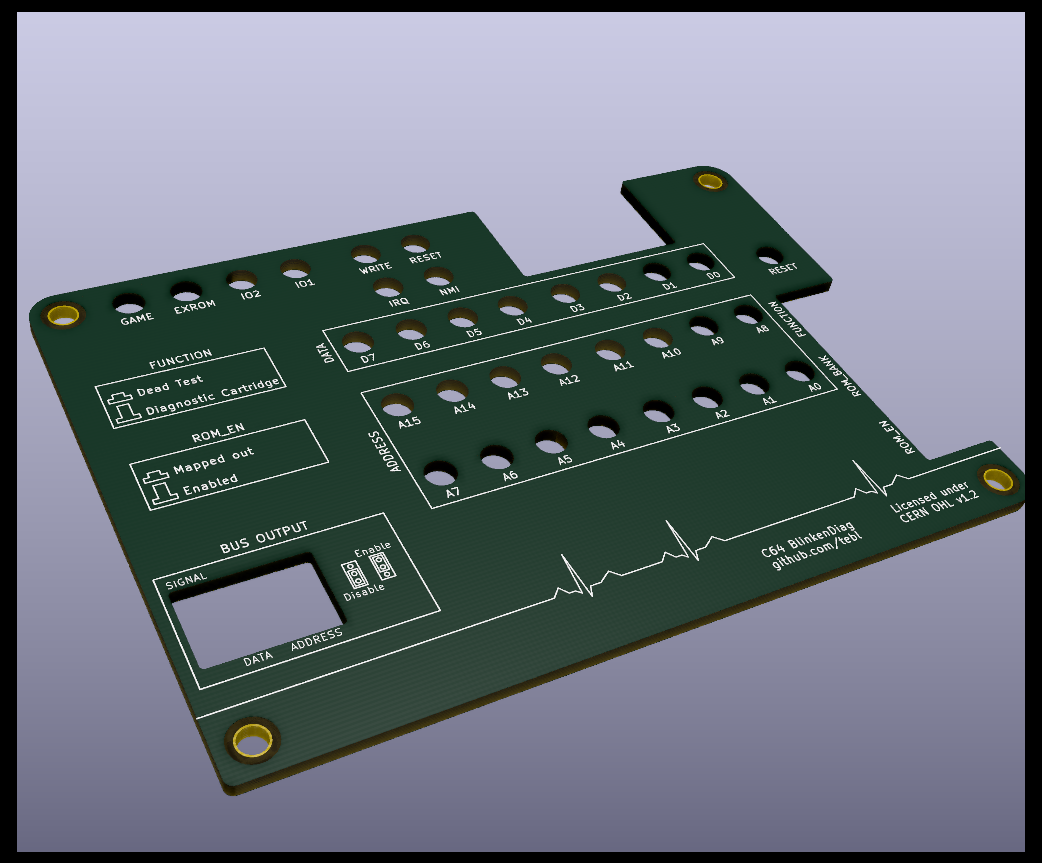 GAME EXROM IO2 IO1 WRITE RESET
IRQ NMI
RESET
DATA
D7 D6 D5 D4 D3 D2 D1 D0
ADDRESS
A15 A14 A13 A12 A11 A10 A9 A8
A7 A6 A5 A4 A3 A2 A1 A0
FUNCTION
ROM_BANK
ROM_EN
FUNCTION
Dead Test
Diagnostic Cartridge
ROM_EN
Mapped out
Enabled
BUS OUTPUT
SIGNAL
Enable
Disable
DATA ADDRESS
C64 BlinkenDiag
github.com/tebl
Licensed under
CERN OHL v1.2